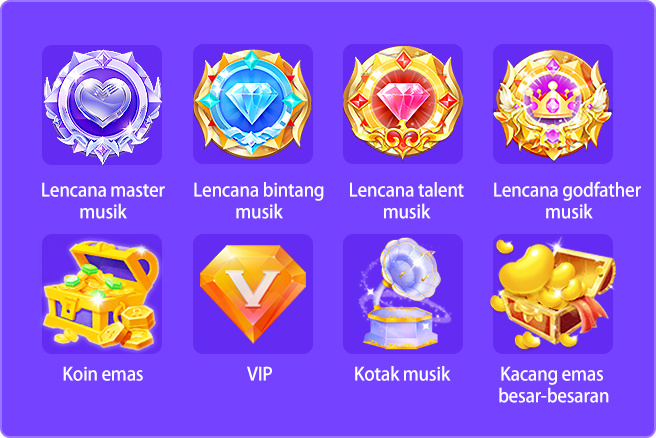 Lencana master
musik
Lencana bintang
musik
Lencana talent
musik
Lencana godfather
musik
Koin emas
V
VIP
Kotak musik
Kacang emas
besar-besaran